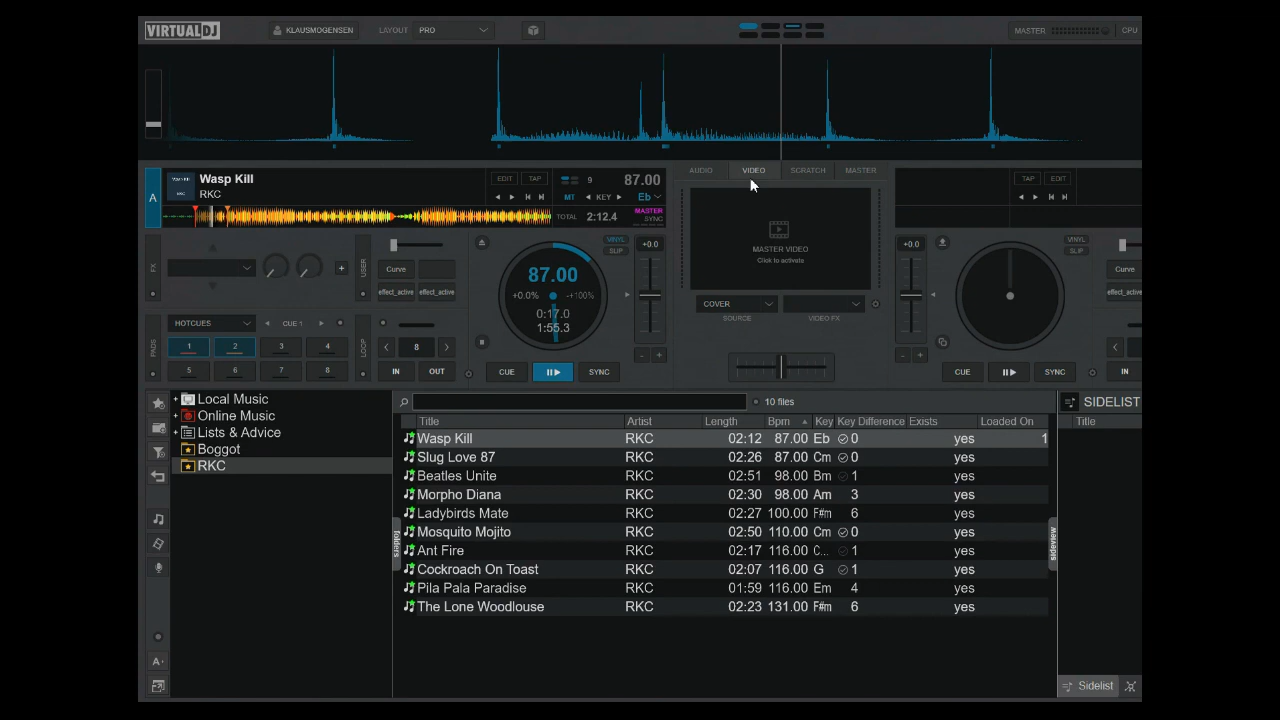 VIRTUALDJ KLAUSMOGENSEN LAYOUT PRO MASTER CPU
AUDIO VIDEO SCRATCH MASTER
A Wasp Kill EDIT TAP 9 87.00 TAP EDIT
RKC MT KEY Eb
TOTAL 2:12.4 MASTER SYNC
FX USER VINYL SLIP +0.0 MASTER VIDEO +0.0 VINYL SLIP
Click to activate
Curve 87.00 Curve
effect_active effect_active +0.0% -+100% effect_active
0:17.0 COVER
1:55.3 SOURCE VIDEO FX
PADS HOTCUES CUE 1 LOOP
1 2 3 4 8
5 6 7 8 IN OUT CUE SYNC CUE SYNC IN
Local Music 10 files SIDELIST
Online Music Title Artist Length Bpm Key Key Difference Exists Loaded On Title
Lists & Advice
Boggot
RKC
Wasp Kill RKC 02:12 87.00 Eb 0 yes 1
Slug Love 87 RKC 02:26 87.00 Cm 0 yes
Beatles Unite RKC 02:51 98.00 Bm 1 yes
Morpho Diana RKC 02:30 98.00 Am 3 yes
Ladybirds Mate RKC 02:27 100.00 F#m 6 yes
Mosquito Mojito RKC 02:50 110.00 Cm 0 yes
Ant Fire RKC 02:17 116.00 C... 1 yes
Cockroach On Toast RKC 02:07 116.00 G 1 yes
Pila Pala Paradise RKC 01:59 116.00 Em 4 yes
The Lone Woodlouse RKC 02:23 131.00 F#m 6 yes
folders sideview
A
Sidelist